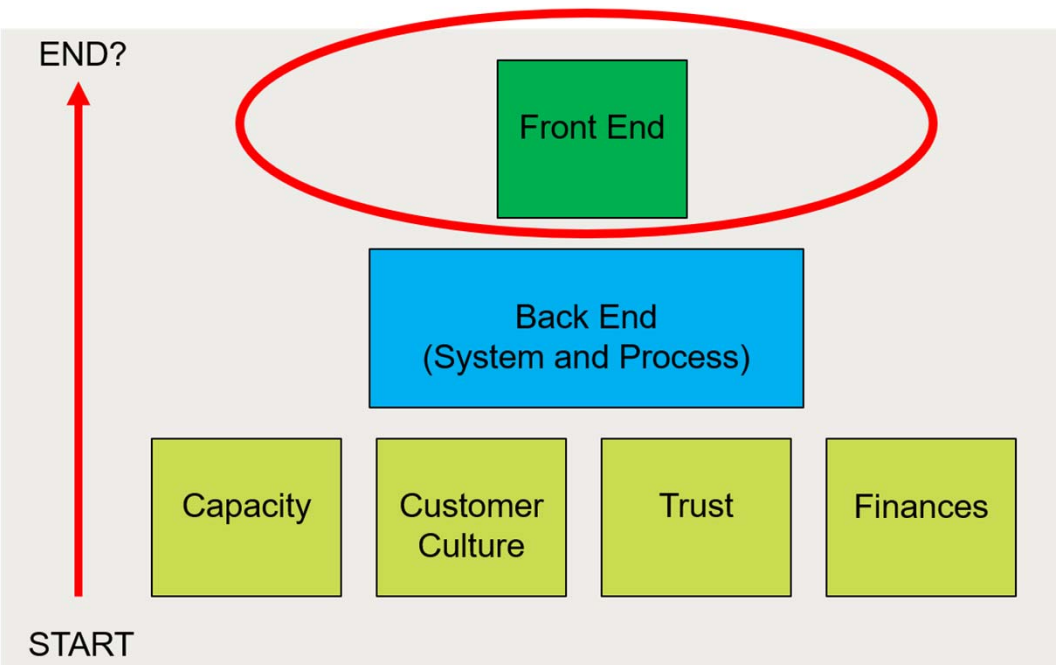 END?
Front End
Back End
(System and Process)
Capacity
Customer
Culture
Trust
Finances
START